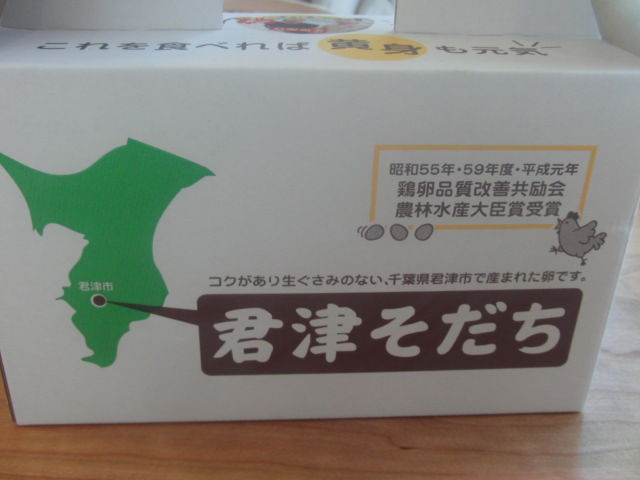 これを食べれば黄身も元気
昭和55年・59年度・平成元年
鶏卵品質改善共励会
農林水産大臣賞受賞
コクがあり生ぐさみのない、千葉県君津市で産まれた卵です。
君津市
君津そだち